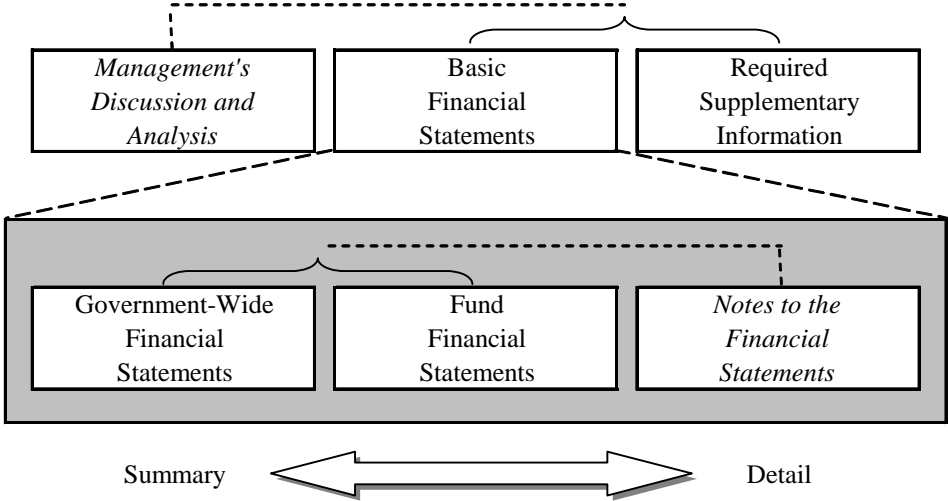 Management's
Discussion and
Analysis
Basic
Financial
Statements
Required
Supplementary
Information
Government-Wide
Financial
Statements
Fund
Financial
Statements
Notes to the
Financial
Statements
Summary
Detail